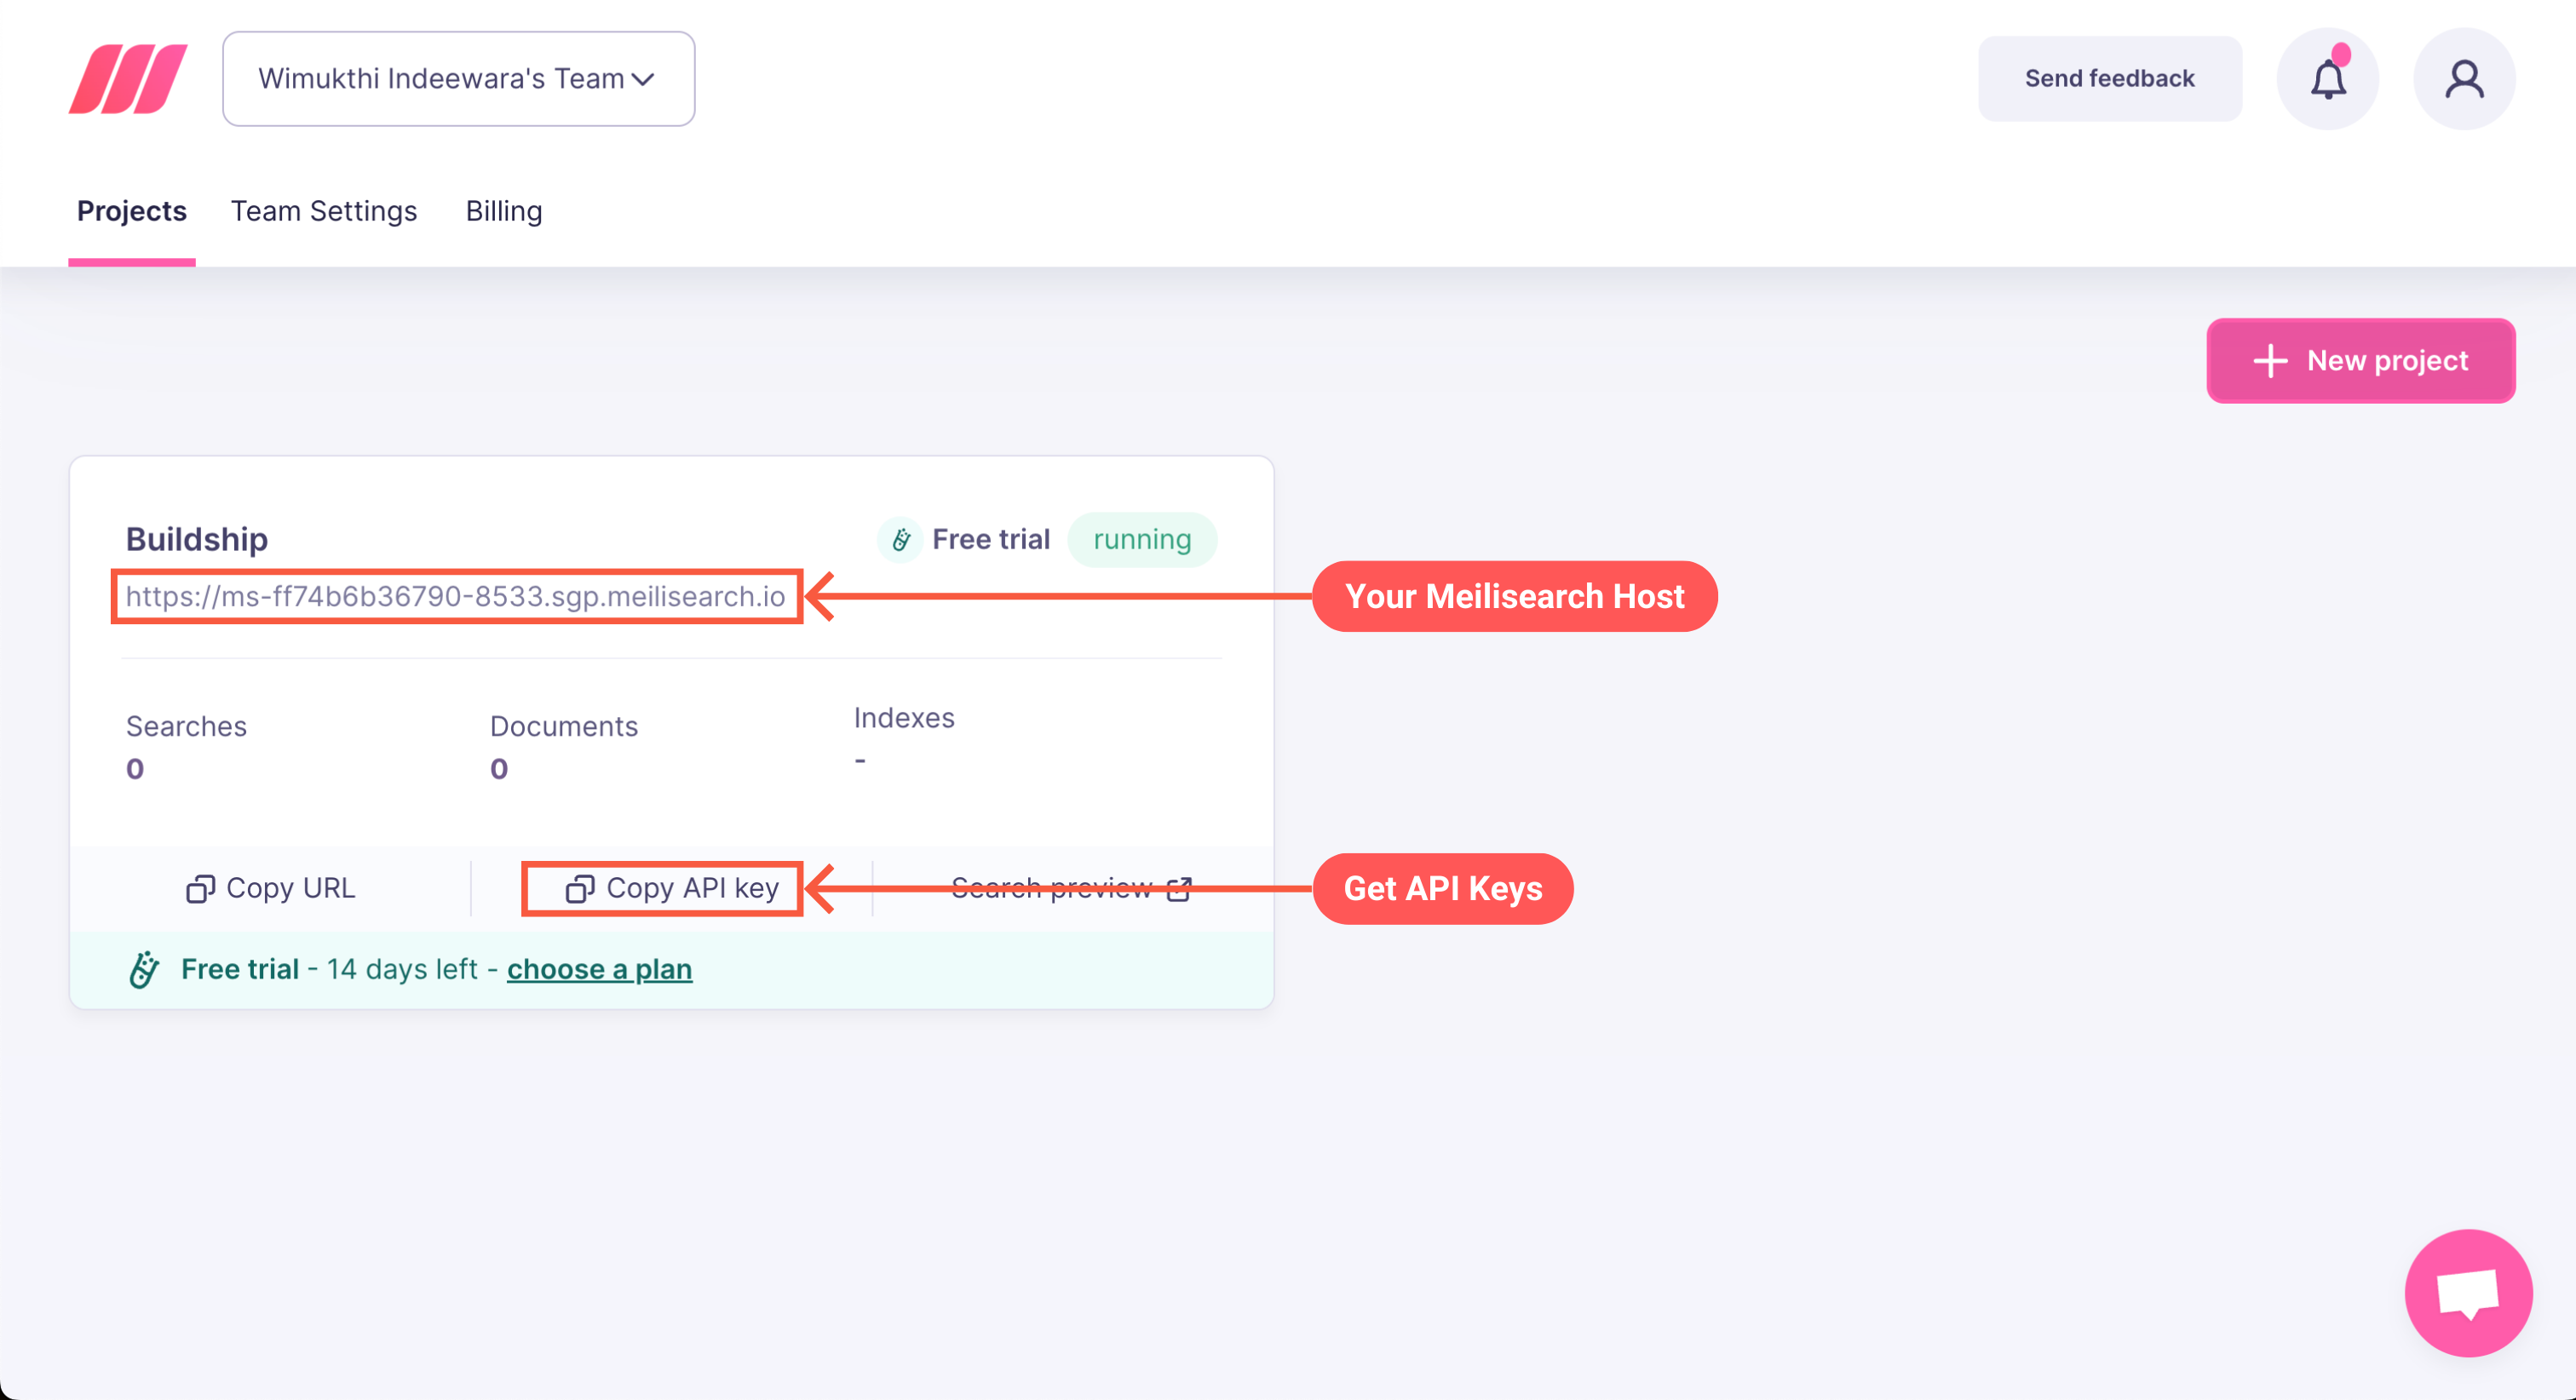 Wimukthi Indeewara's Team
Send feedback
Projects
Team Settings
Billing
New project
Buildship
Free trial
running
https://ms-ff74b6b36790-8533.sgp.meilisearch.io
Your Meilisearch Host
Searches
0
Documents
0
Indexes
-
Copy URL
Copy API key
Search preview
Get API Keys
Free trial - 14 days left - choose a plan